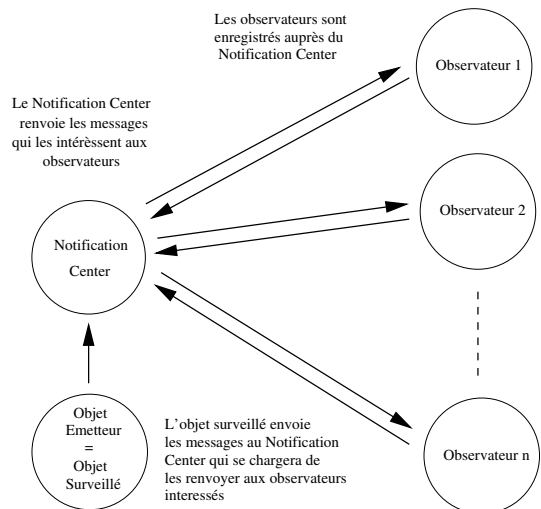 Les observateurs sont
enregistrés auprès du
Notification Center
Observateur 1
Le Notification Center
renvoie les messages
qui les intérèssent aux
observateurs
Observateur 2
Notification
Center
Objet
Emetteur
=
Objet
Surveillé
L'objet surveillé envoie
les messages au Notification
Center qui se chargera de
les renvoyer aux observateurs
interessés
Observateur n